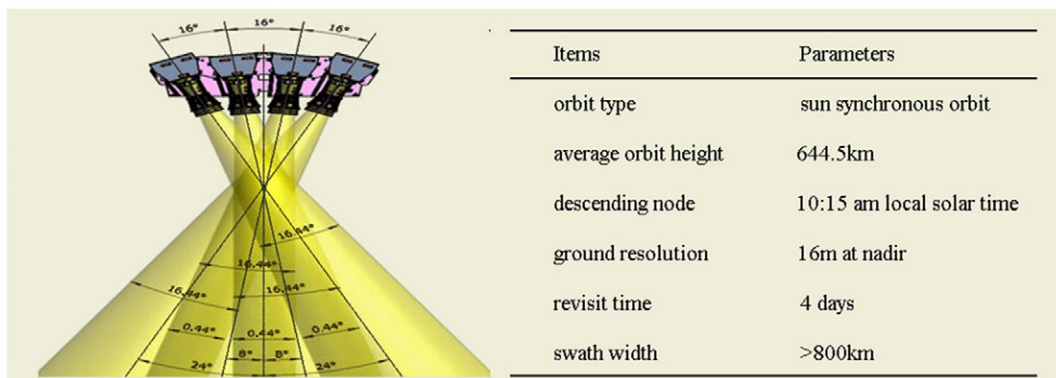 16° 16° 16°
16.44°
16.44°
16.44° 16.44°
0.44° 0.44° 0.44°
8° 8°
24° 24°
Items Parameters
orbit type sun synchronous orbit
average orbit height 644.5km
descending node 10:15 am local solar time
ground resolution 16m at nadir
revisit time 4 days
swath width >800km